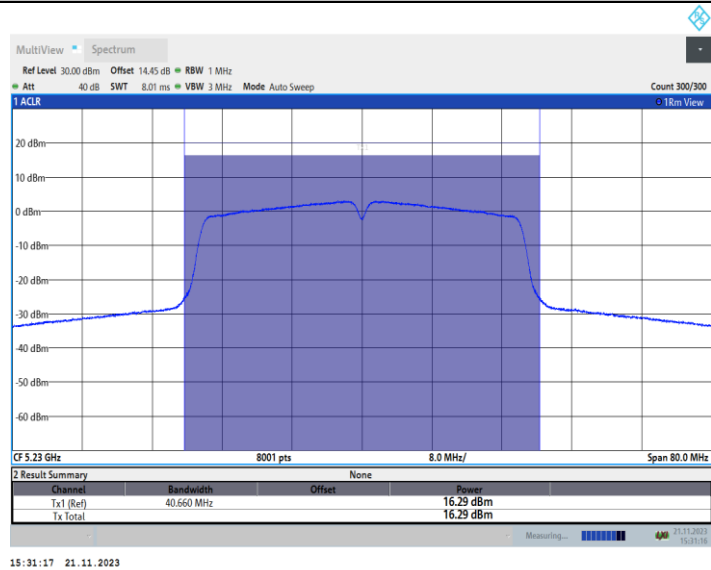 MultiView Spectrum
Ref Level 30.00 dBm Offset 14.45 dB RBW 1 MHz
Att 40 dB SWT 8.01 ms VBW 3 MHz Mode Auto Sweep Count 300/300
1 ACLR 1Rm View
20 dBm
10 dBm
0 dBm
-10 dBm
-20 dBm
-30 dBm
-40 dBm
-50 dBm
-60 dBm
CF 5.23 GHz 8001 pts 8.0 MHz/ Span 80.0 MHz
2 Result Summary None
Channel Bandwidth Offset Power
Tx1 (Ref) 40.660 MHz 16.29 dBm
Tx Total 16.29 dBm
Measuring... 21.11.2023
15:31:16
15:31:17 21.11.2023